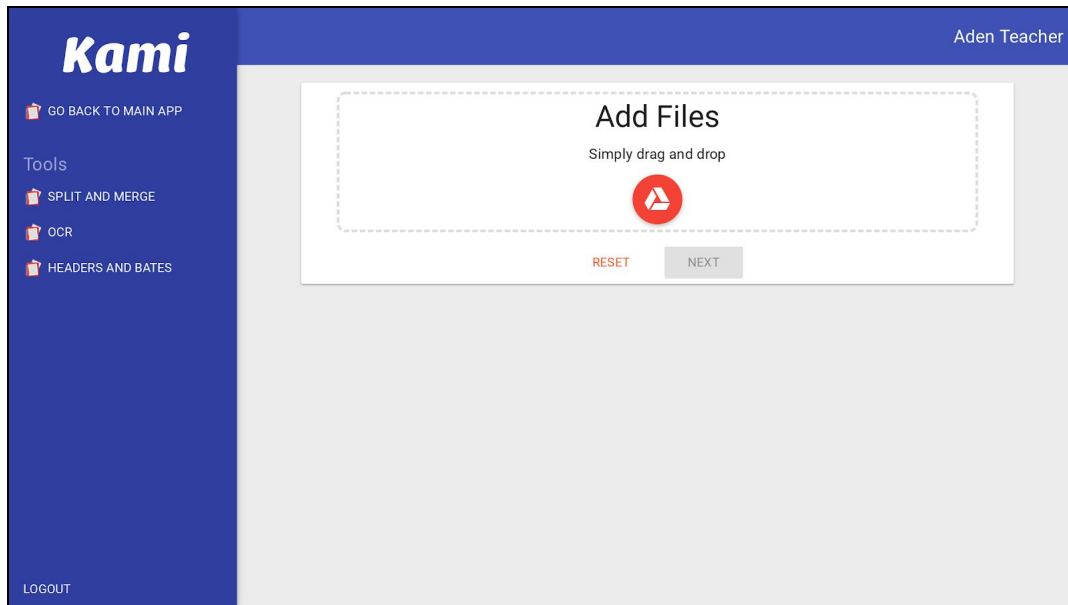 Kami
Aden Teacher
GO BACK TO MAIN APP
Tools
SPLIT AND MERGE
OCR
HEADERS AND BATES
LOGOUT
Add Files
Simply drag and drop
RESET
NEXT